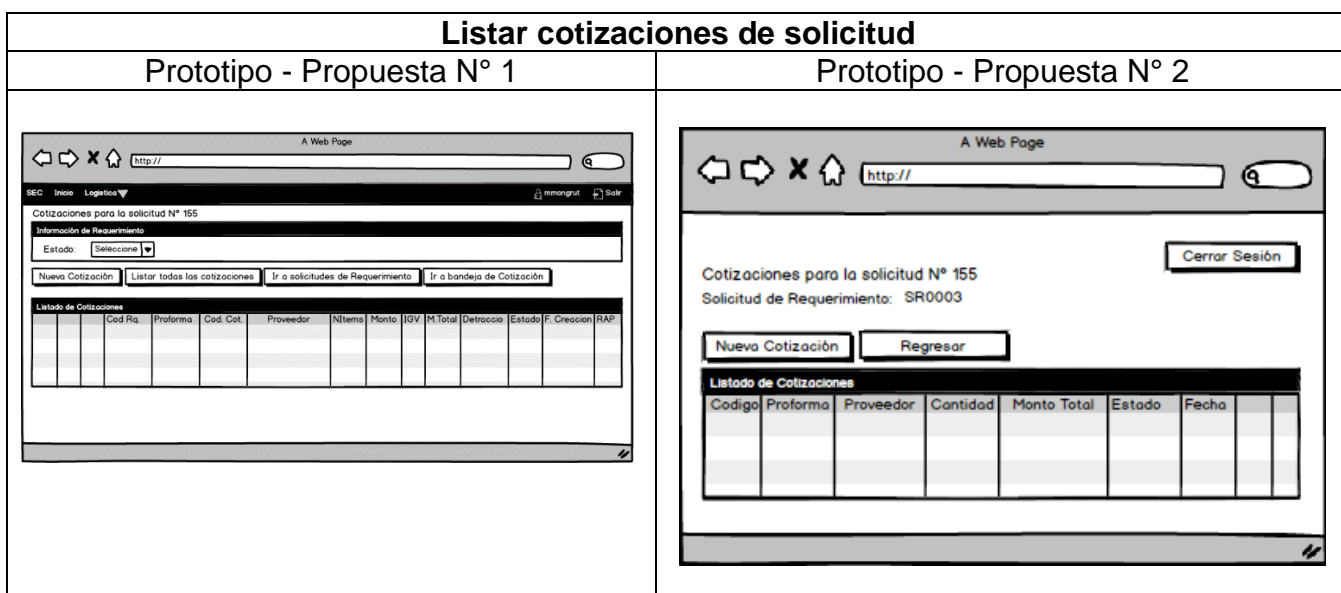 Listar cotizaciones de solicitud
Prototipo - Propuesta N° 1
Prototipo - Propuesta N° 2
A Web Page
http://
SEC Inicio Logistica mmongrut Salir
Cotizaciones para la solicitud N° 155
Información de Requerimiento
Estado: Seleccione
Nueva Cotización Listar todas las cotizaciones Ir a solicitudes de Requerimiento Ir a bandeja de Cotización
Listado de Cotizaciones
Cod Rq. Proforma Cod. Cot. Proveedor NItems Monto IGV M.Total Detraccio Estado F. Creacion RAP
A Web Page
http://
Cerrar Sesión
Cotizaciones para la solicitud N° 155
Solicitud de Requerimiento: SR0003
Nueva Cotización Regresar
Listado de Cotizaciones
Codigo Proforma Proveedor Cantidad Monto Total Estado Fecha